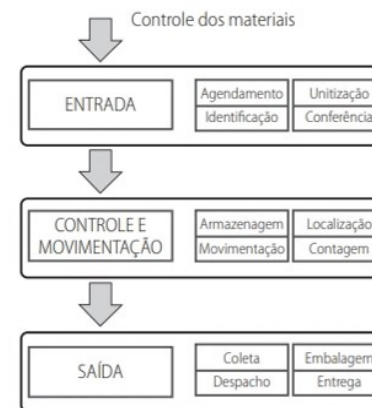 Controle dos materiais
ENTRADA
Agendamento Unitização
Identificação Conferência
CONTROLE E
MOVIMENTAÇÃO
Armazenagem Localização
Movimentação Contagem
SAÍDA
Coleta Embalagem
Despacho Entrega